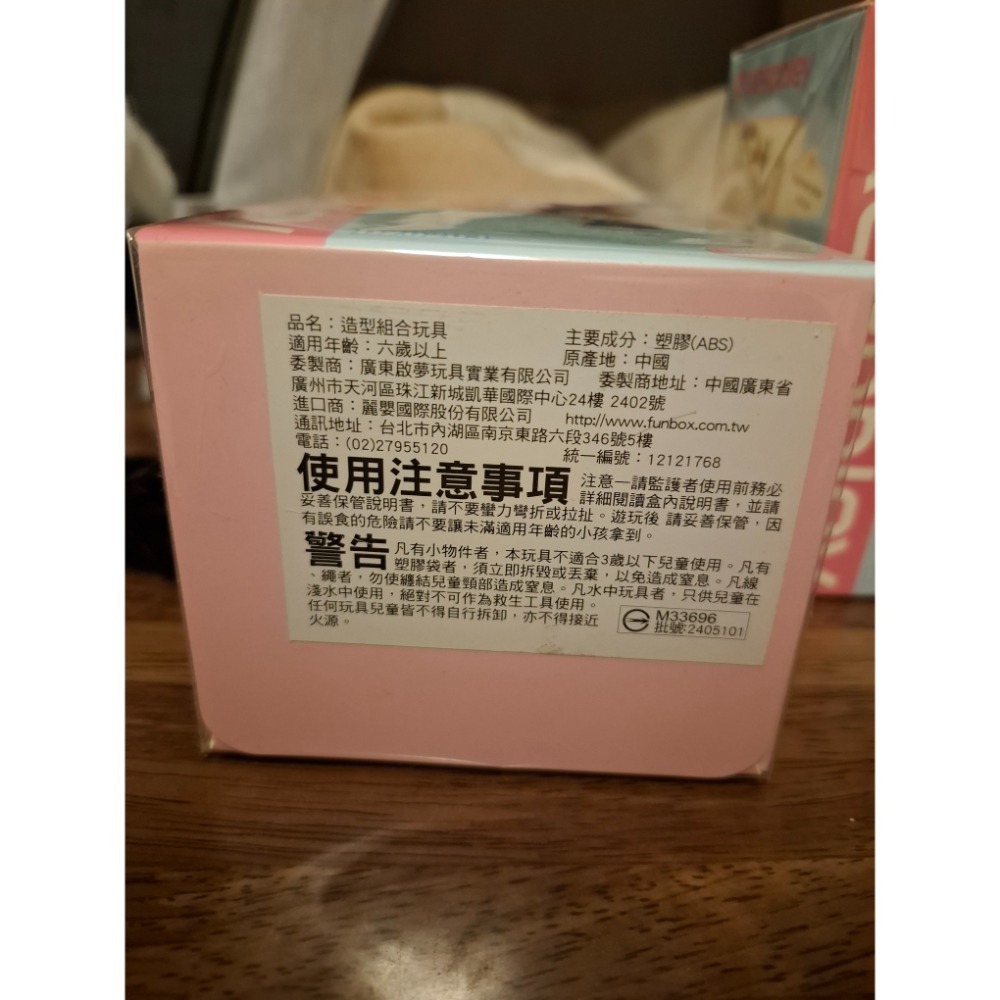 品名：造型組合玩具 主要成分：塑膠(ABS)
適用年齡：六歲以上 原產地：中國
委製商：廣東啟夢玩具實業有限公司 委製商地址：中國廣東省
廣州市天河區珠江新城凱華國際中心24樓 2402號
進口商：麗嬰國際股份有限公司 http://www.funbox.com.tw
通訊地址：台北市內湖區南京東路六段346號5樓
電話：(02)27955120 統一編號：12121768
使用注意事項 注意—請監護者使用前務必
詳細閱讀盒內說明書，並請
妥善保管說明書，請不要蠻力彎折或拉扯。遊玩後 請妥善保管，因
有誤食的危險請不要讓未滿適用年齡的小孩拿到。
警告 凡有小物件者，本玩具不適合3歲以下兒童使用。凡有
塑膠袋者，須立即拆毀或丟棄，以免造成窒息。凡線
、繩者，勿使纏結兒童頸部造成窒息。凡水中玩具者，只供兒童在
淺水中使用，絕對不可作為救生工具使用。
任何玩具兒童皆不得自行拆卸，亦不得接近
火源。
M33696
批號:2405101